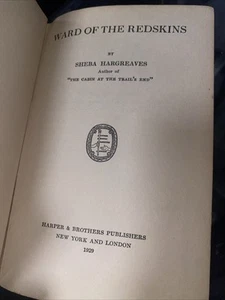 WARD OF THE REDSKINS
BY
SHEBA HARGREAVES
Author of
"THE CABIN AT THE TRAIL'S END"
HARPER & BROTHERS PUBLISHERS
NEW YORK AND LONDON
1929